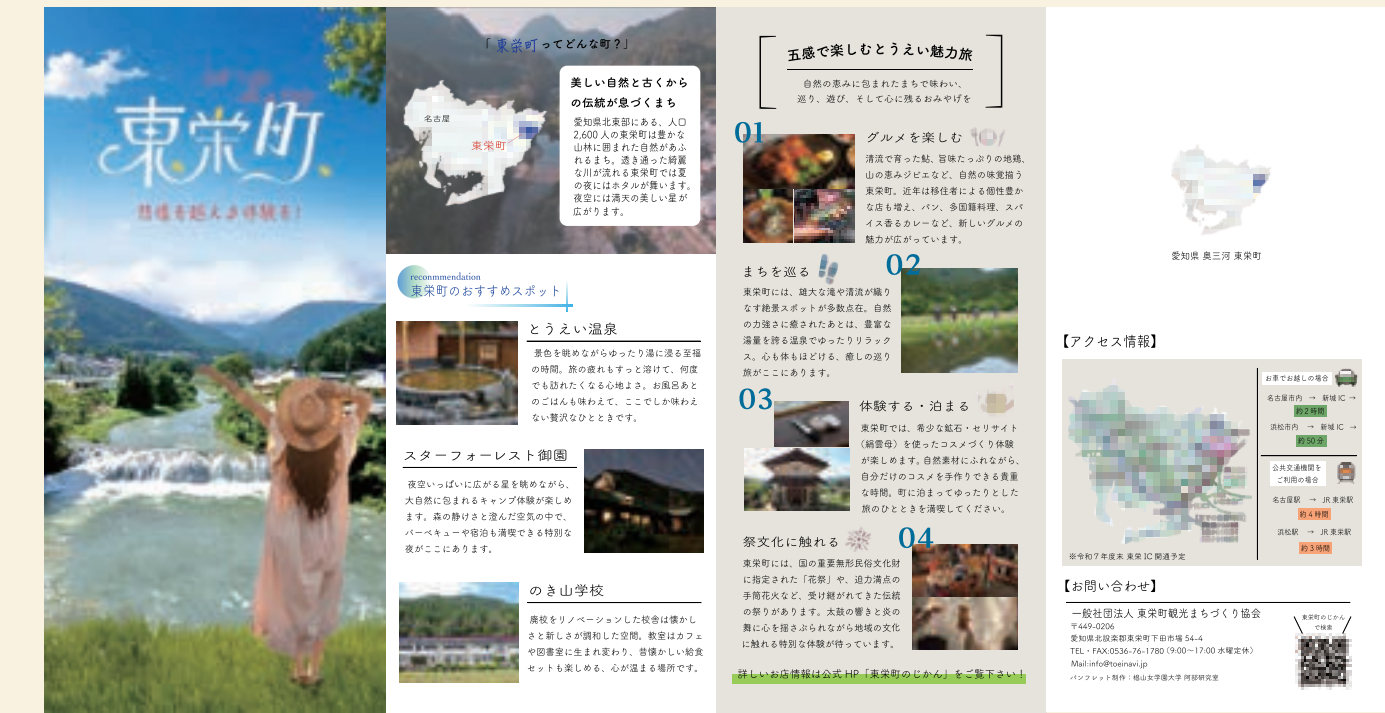 東栄町
「東栄町ってどんな町？」
名古屋
東栄町
美しい自然と古くから
の伝統が息づくまち
愛知県北東部にある、人口
2,600 人の東栄町は豊かな
山林に囲まれた自然があふ
れるまち。透き通った綺麗
な川が流れる東栄町では夏
の夜にはホタルが舞います。
夜空には満天の美しい星が
広がります。
reconmmendation
東栄町のおすすめスポット
とうえい温泉
景色を眺めながらゆったり湯に浸る至福
の時間。旅の疲れもすっと溶けて、何度
でも訪れたくなる心地よさ。お風呂あと
のごはんも味わえて、ここでしか味わえ
ない贅沢なひとときです。
スターフォーレスト御園
夜空いっぱいに広がる星を眺めながら、
大自然に包まれるキャンプ体験が楽しめ
ます。森の静けさと澄んだ空気の中で、
バーベキューや宿泊も満喫できる特別な
夜がここにあります。
のき山学校
廃校をリノベーションした校舎は懐かし
さと新しさが調和した空間。教室はカフェ
や図書室に生まれ変わり、昔懐かしい給食
セットも楽しめる、心が温まる場所です。
五感で楽しむとうえい魅力旅
自然の恵みに包まれたまちで味わい、
巡り、遊び、そして心に残るおみやげを
01
グルメを楽しむ
清流で育った鮎、旨味たっぷりの地鶏、
山の恵みジビエなど、自然の味覚揃う
東栄町。近年は移住者による個性豊か
な店も増え、パン、多国籍料理、スパ
イス香るカレーなど、新しいグルメの
魅力が広がっています。
02
まちを巡る
東栄町には、雄大な滝や清流が織り
なす絶景スポットが多数点在。自然
の力強さに癒されたあとは、豊富な
湯量を誇る温泉でゆったりリラック
ス。心も体もほどける、癒しの巡り
旅がここにあります。
03
体験する・泊まる
東栄町では、希少な鉱石・セリサイト
（絹雲母）を使ったコスメづくり体験
が楽しめます。自然素材にふれながら、
自分だけのコスメを手作りできる貴重
な時間。町に泊まってゆったりとした
旅のひとときを満喫してください。
04
祭文化に触れる
東栄町には、国の重要無形民俗文化財
に指定された「花祭」や、迫力満点の
手筒花火など、受け継がれてきた伝統
の祭りがあります。太鼓の響きと炎の
舞に心を揺さぶられながら地域の文化
に触れる特別な体験が待っています。
詳しいお店情報は公式 HP「東栄町のじかん」をご覧下さい！
愛知県 奥三河 東栄町
【アクセス情報】
お車でお越しの場合
名古屋市内 → 新城 IC →
約２時間
浜松市内 → 新城 IC →
約 50 分
公共交通機関を
ご利用の場合
名古屋駅 → JR 東栄駅
約４時間
浜松駅 → JR 東栄駅
約３時間
※令和７年度末 東栄 IC 開通予定
【お問い合わせ】
一般社団法人 東栄町観光まちづくり協会
〒449-0206
愛知県北設楽郡東栄町下田市場 54-4
TEL・FAX:0536-76-1780（9:00〜17:00 水曜定休）
Mail:info@toeinavi.jp
パンフレット制作：椙山女学園大学 阿部研究室
東栄町のじかん
で検索